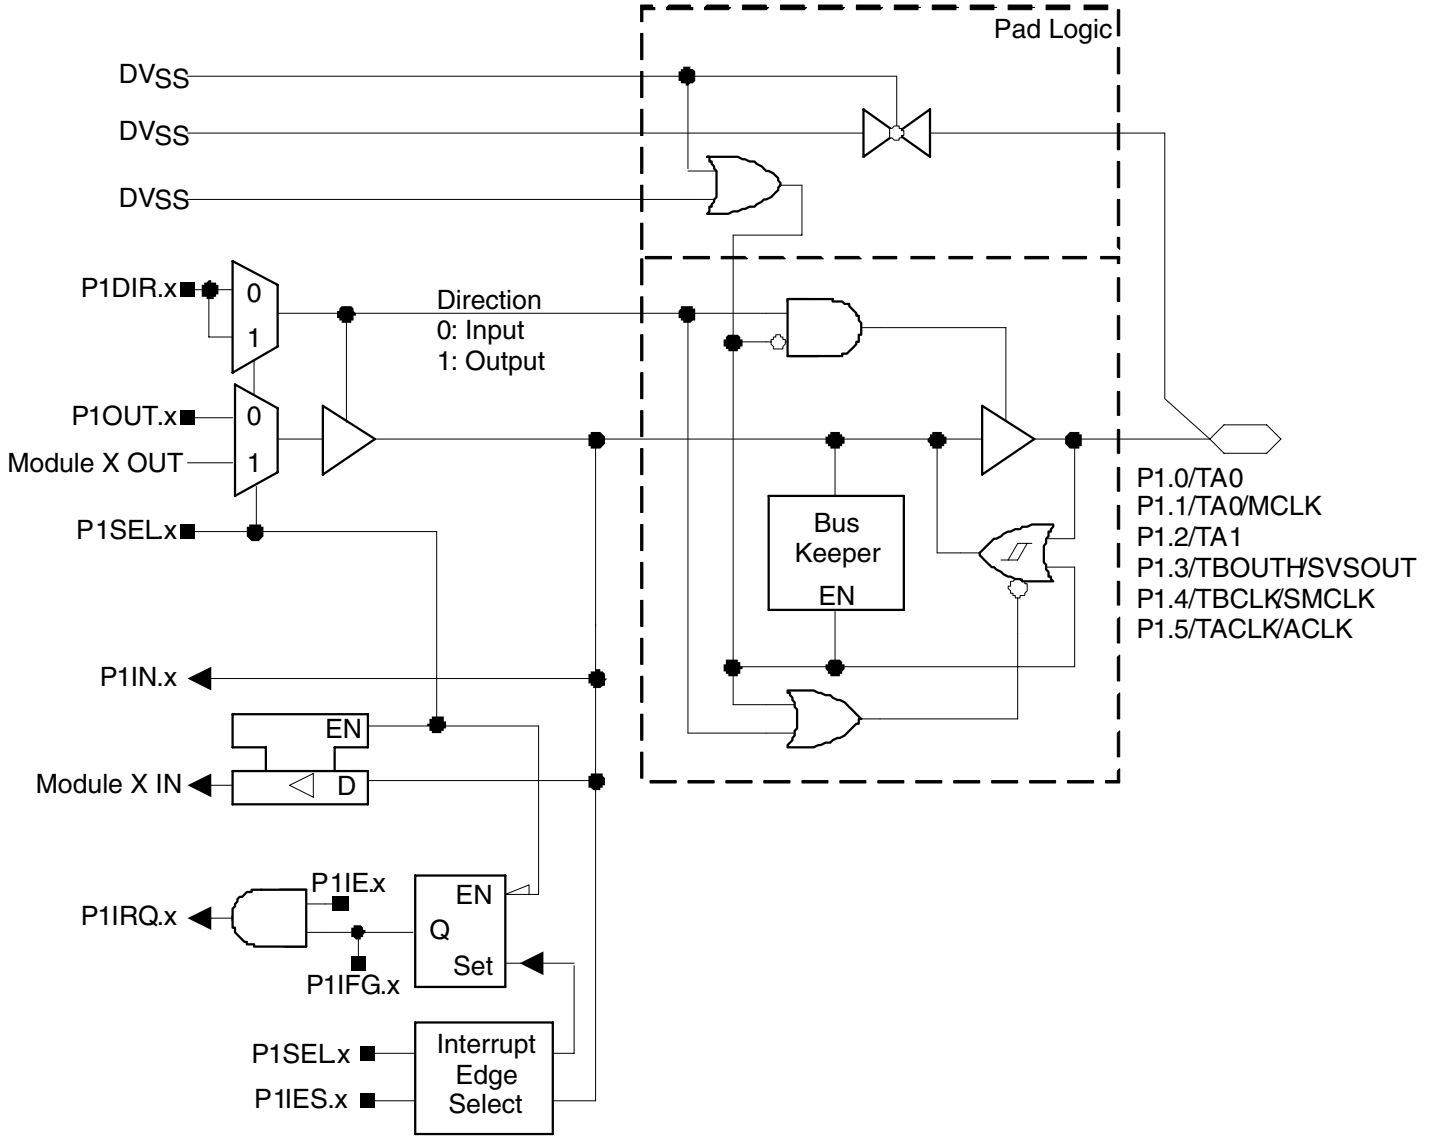 Pad Logic
DVSS
DVSS
DVSS
P1DIR.x
0
1
Direction
0: Input
1: Output
P1OUT.x
0
Module X OUT
1
P1SEL.x
Bus
Keeper
EN
P1.0/TA0
P1.1/TA0/MCLK
P1.2/TA1
P1.3/TBOUTH/SVSOUT
P1.4/TBCLK/SMCLK
P1.5/TACLK/ACLK
P1IN.x
EN
Module X IN
D
P1IE.x
P1IRQ.x
EN
Q
Set
P1IFG.x
P1SEL.x
P1IES.x
Interrupt
Edge
Select